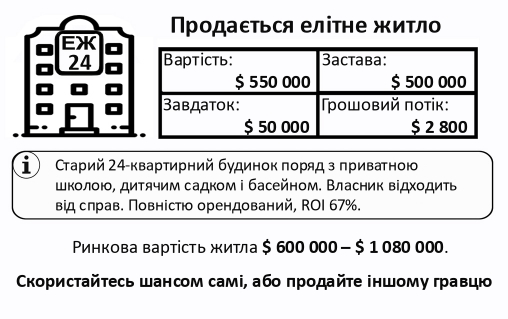 Продається елітне житло
ЕЖ
24
Вартість:
$ 550 000
Застава:
$ 500 000
Завдаток:
$ 50 000
Грошовий потік:
$ 2 800
i
Старий 24-квартирний будинок поряд з приватною
школою, дитячим садком і басейном. Власник відходить
від справ. Повністю орендований, ROI 67%.
Ринкова вартість житла $ 600 000 – $ 1 080 000.
Скористайтесь шансом самі, або продайте іншому гравцю